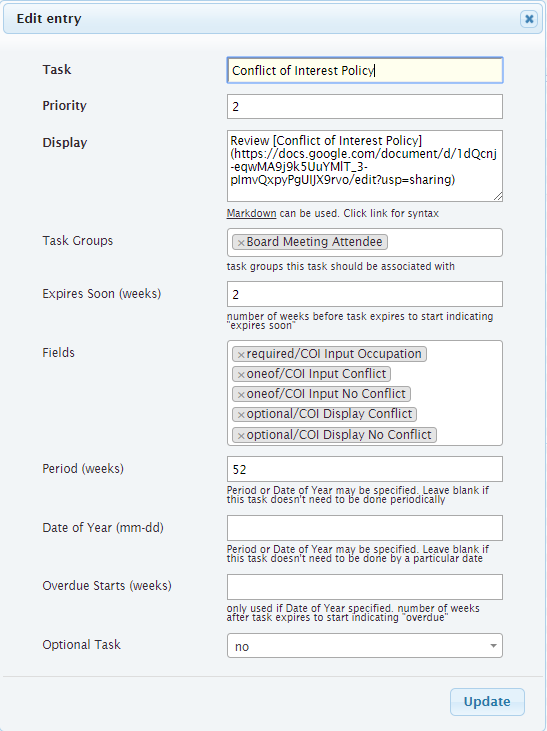 Edit entry
Task
Conflict of Interest Policy
Priority
2
Display
Review [Conflict of Interest Policy]
(https://docs.google.com/document/d/1dQcnj
-eqwMA9j9k5UuYMlT_3-
pImvQxpyPgUIJX9rvo/edit?usp=sharing)
Markdown can be used. Click link for syntax
Task Groups
×Board Meeting Attendee
task groups this task should be associated with
Expires Soon (weeks)
2
number of weeks before task expires to start indicating
"expires soon"
Fields
×required/COI Input Occupation
×oneof/COI Input Conflict
×oneof/COI Input No Conflict
×optional/COI Display Conflict
×optional/COI Display No Conflict
Period (weeks)
52
Period or Date of Year may be specified. Leave blank if
this task doesn't need to be done periodically
Date of Year (mm-dd)
Period or Date of Year may be specified. Leave blank if
this task doesn't need to be done by a particular date
Overdue Starts (weeks)
only used if Date of Year specified. number of weeks
after task expires to start indicating "overdue"
Optional Task
no
Update